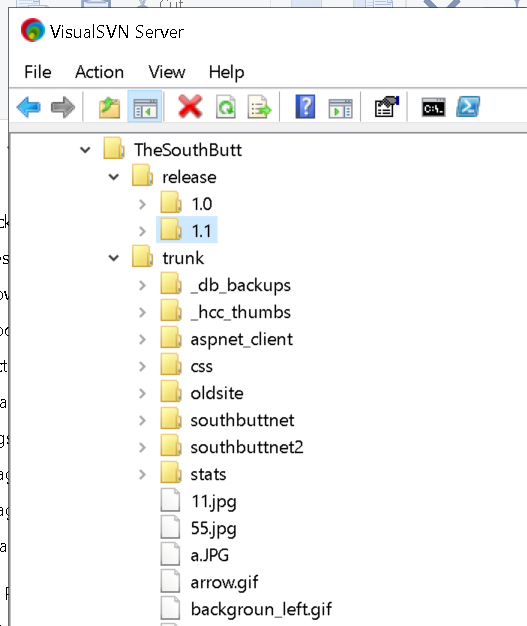 Cut
VisualSVN Server
File Action View Help
TheSouthButt
release
1.0
1.1
trunk
_db_backups
_hcc_thumbs
aspnet_client
css
oldsite
southbuttnet
southbuttnet2
stats
11.jpg
55.jpg
a.JPG
arrow.gif
backgroun_left.gif